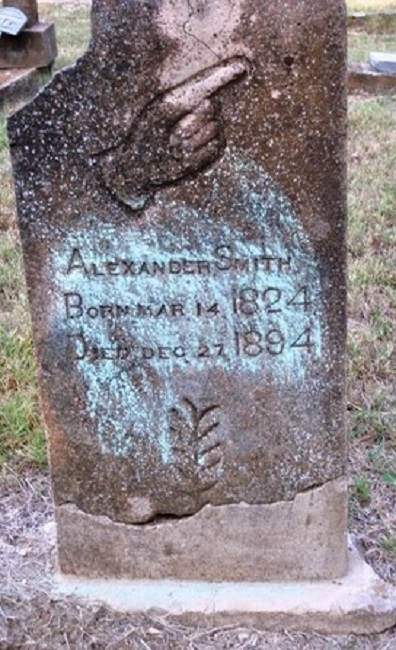 ALEXANDER SMITH.
BORN MAR 14 1824
DIED DEC 27, 1894